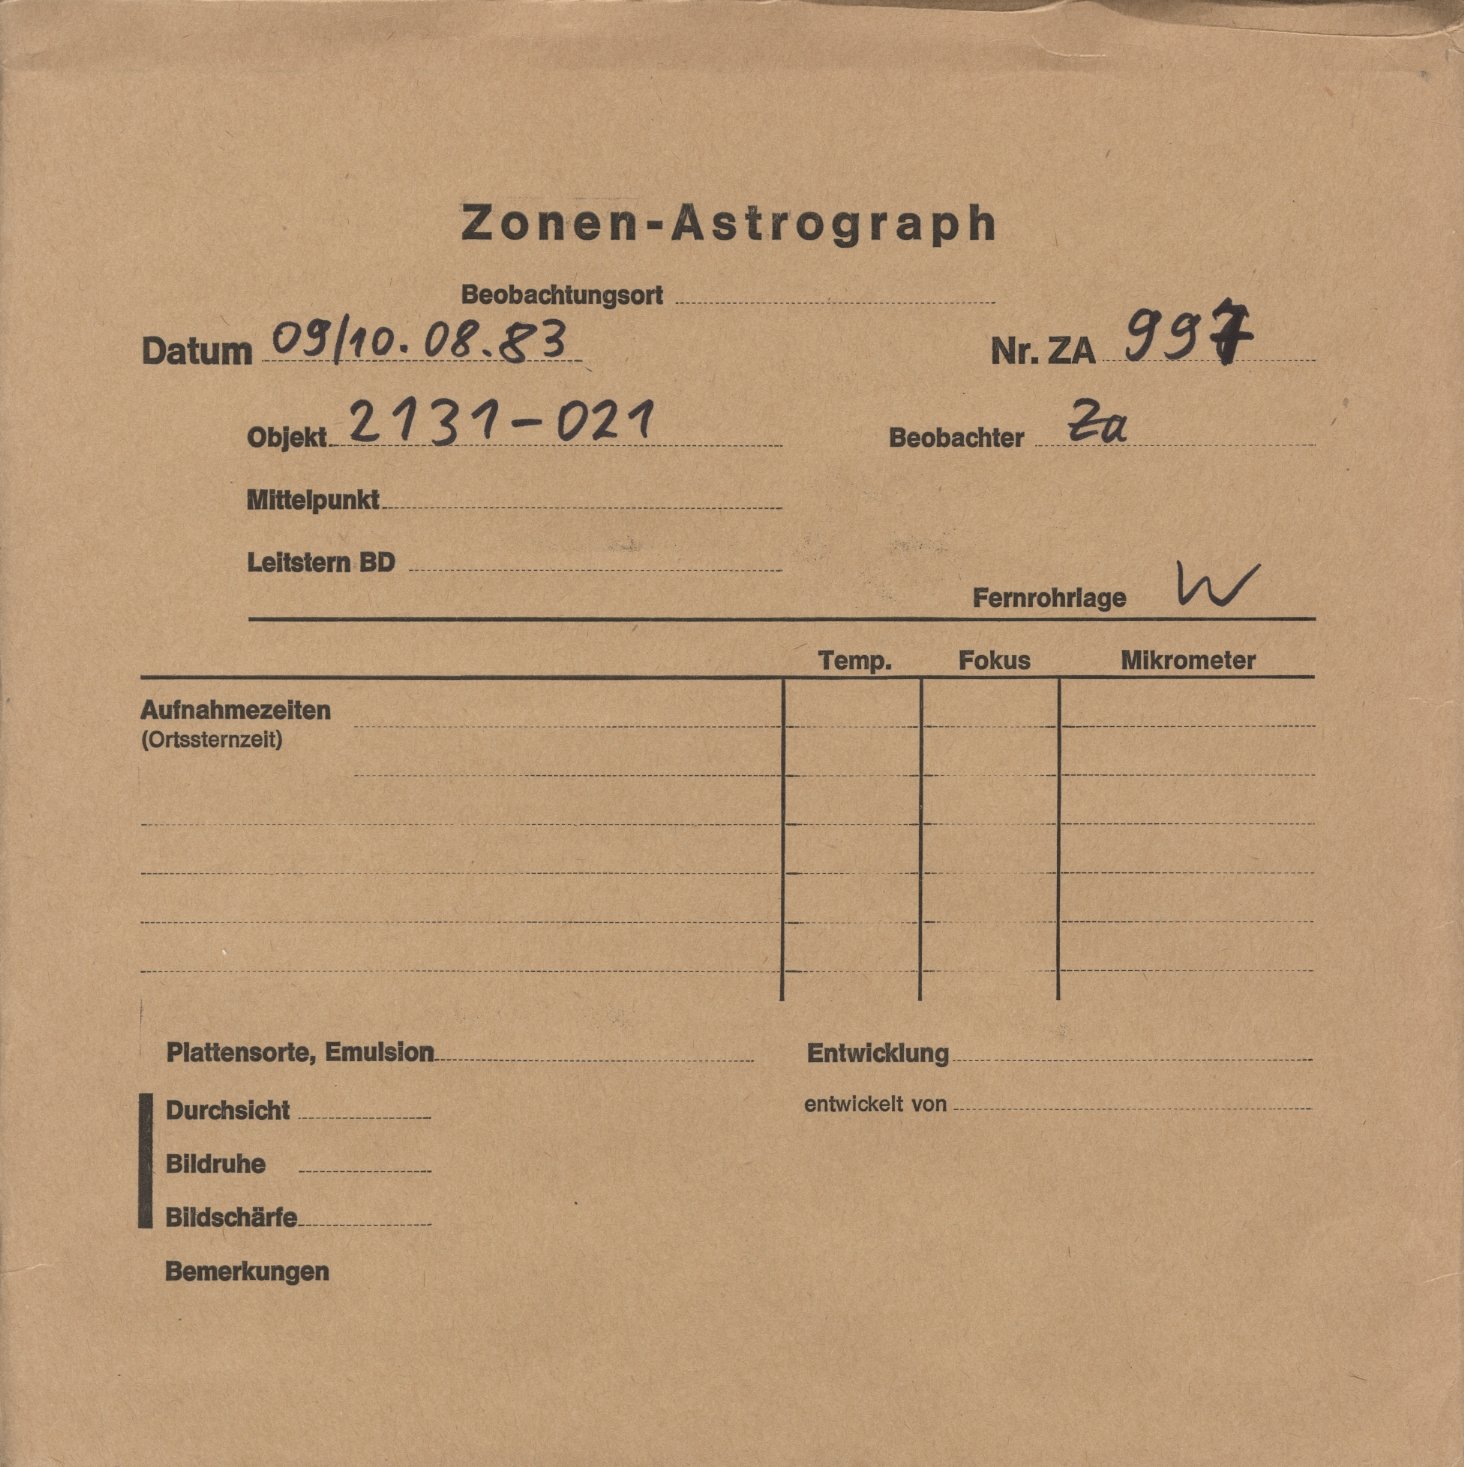 Zonen-Astrograph
Beobachtungsort
Datum 09/10.08.83 Nr. ZA 997
Objekt 2131-021 Beobachter Za
Mittelpunkt
Leitstern BD
Fernrohrlage W
Temp. Fokus Mikrometer
Aufnahmezeiten
(Ortssternzeit)
Plattensorte, Emulsion Entwicklung
Durchsicht entwickelt von
Bildruhe
Bildschärfe
Bemerkungen